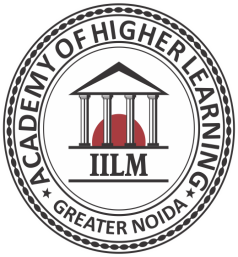 ACADEMY OF HIGHER LEARNING
IILM
GREATER NOIDA